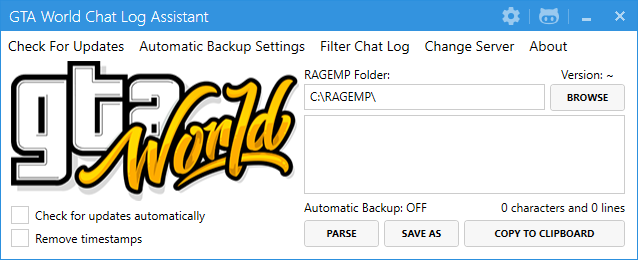 GTA World Chat Log Assistant
Check For Updates Automatic Backup Settings Filter Chat Log Change Server About
gta World
RAGEMP Folder: Version: ~
C:\RAGEMP\ BROWSE
Automatic Backup: OFF 0 characters and 0 lines
Check for updates automatically
Remove timestamps
PARSE SAVE AS COPY TO CLIPBOARD